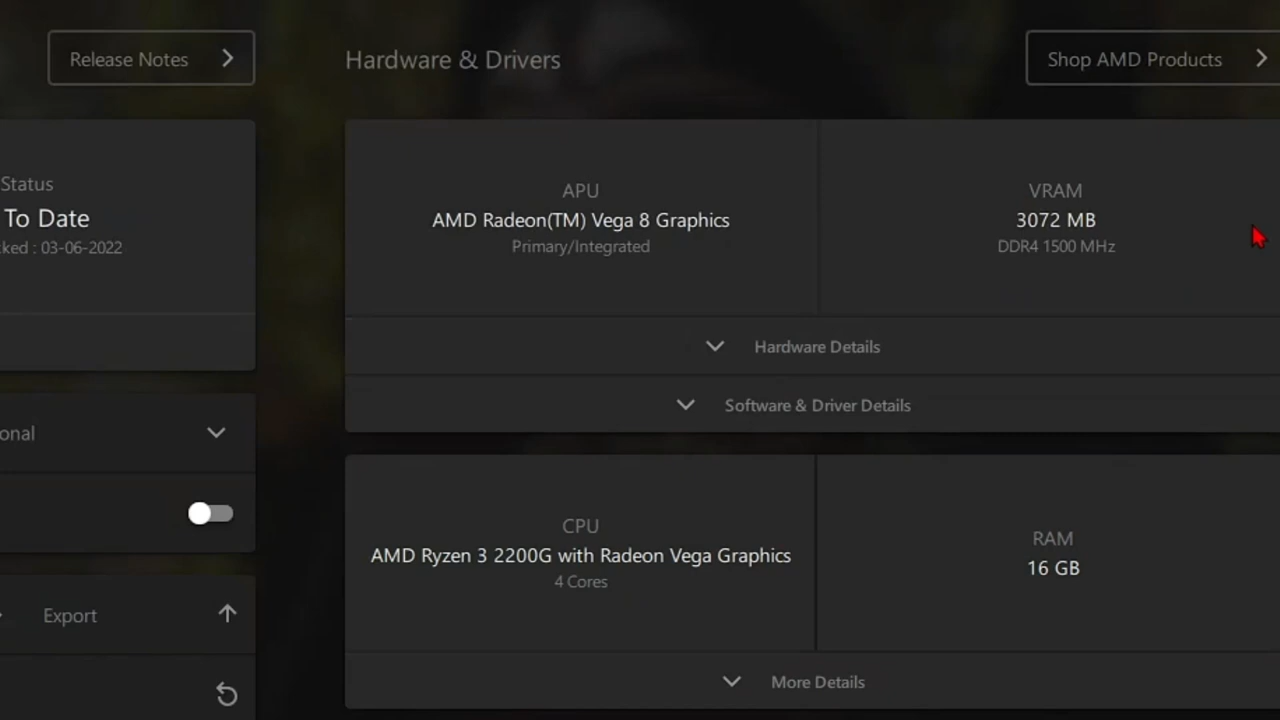 Release Notes
Hardware & Drivers
Shop AMD Products
Status
To Date
ked : 03-06-2022
onal
Export
APU
AMD Radeon(TM) Vega 8 Graphics
Primary/Integrated
VRAM
3072 MB
DDR4 1500 MHz
Hardware Details
Software & Driver Details
CPU
AMD Ryzen 3 2200G with Radeon Vega Graphics
4 Cores
RAM
16 GB
More Details